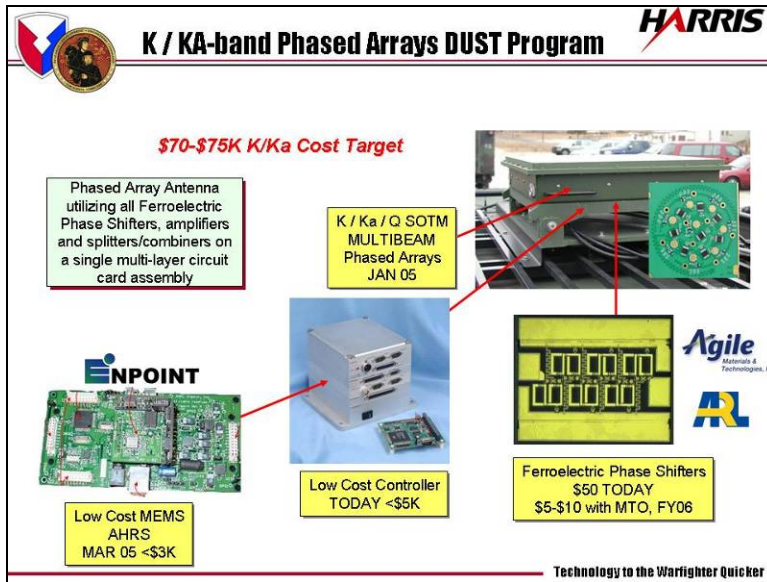 K / KA-band Phased Arrays DUST Program
HARRIS
$70-$75K K/Ka Cost Target
Phased Array Antenna
utilizing all Ferroelectric
Phase Shifters, amplifiers
and splitters/combiners on
a single multi-layer circuit
card assembly
K / Ka / Q SOTM
MULTIBEAM
Phased Arrays
JAN 05
ENPOINT
Agile
Materials &
Technologies,
ARL
Low Cost MEMS
AHRS
MAR 05 <$3K
Low Cost Controller
TODAY <$5K
Ferroelectric Phase Shifters
$50 TODAY
$5-$10 with MTO, FY06
Technology to the Warfighter Quicker